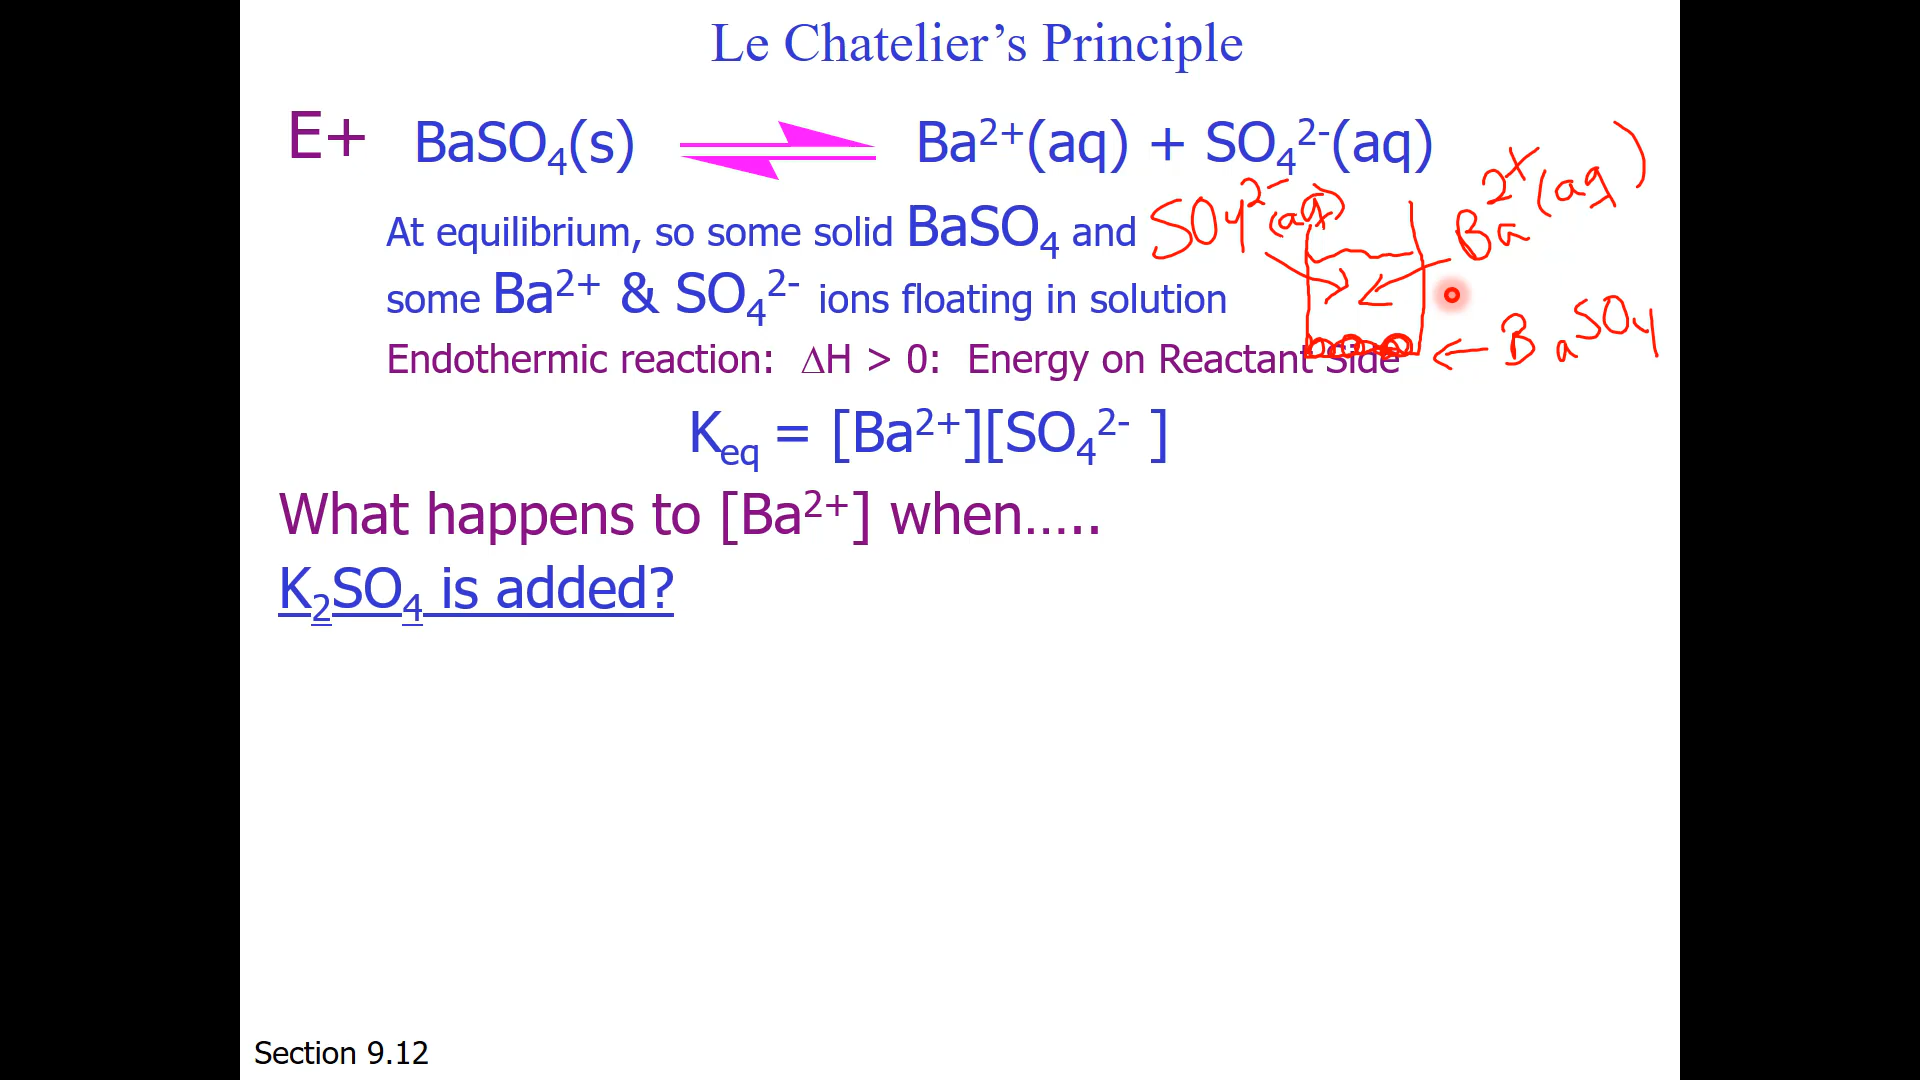 Le Chatelier’s Principle
E+ BaSO₄(s) ⇌ Ba²⁺(aq) + SO₄²⁻(aq)
SO₄²⁻(aq)
Ba²⁺(aq)
At equilibrium, so some solid BaSO₄ and
some Ba²⁺ & SO₄²⁻ ions floating in solution
BaSO₄
Endothermic reaction: ΔH > 0: Energy on Reactant Side
Keq = [Ba²⁺][SO₄²⁻ ]
What happens to [Ba²⁺] when.....
K₂SO₄ is added?
Section 9.12